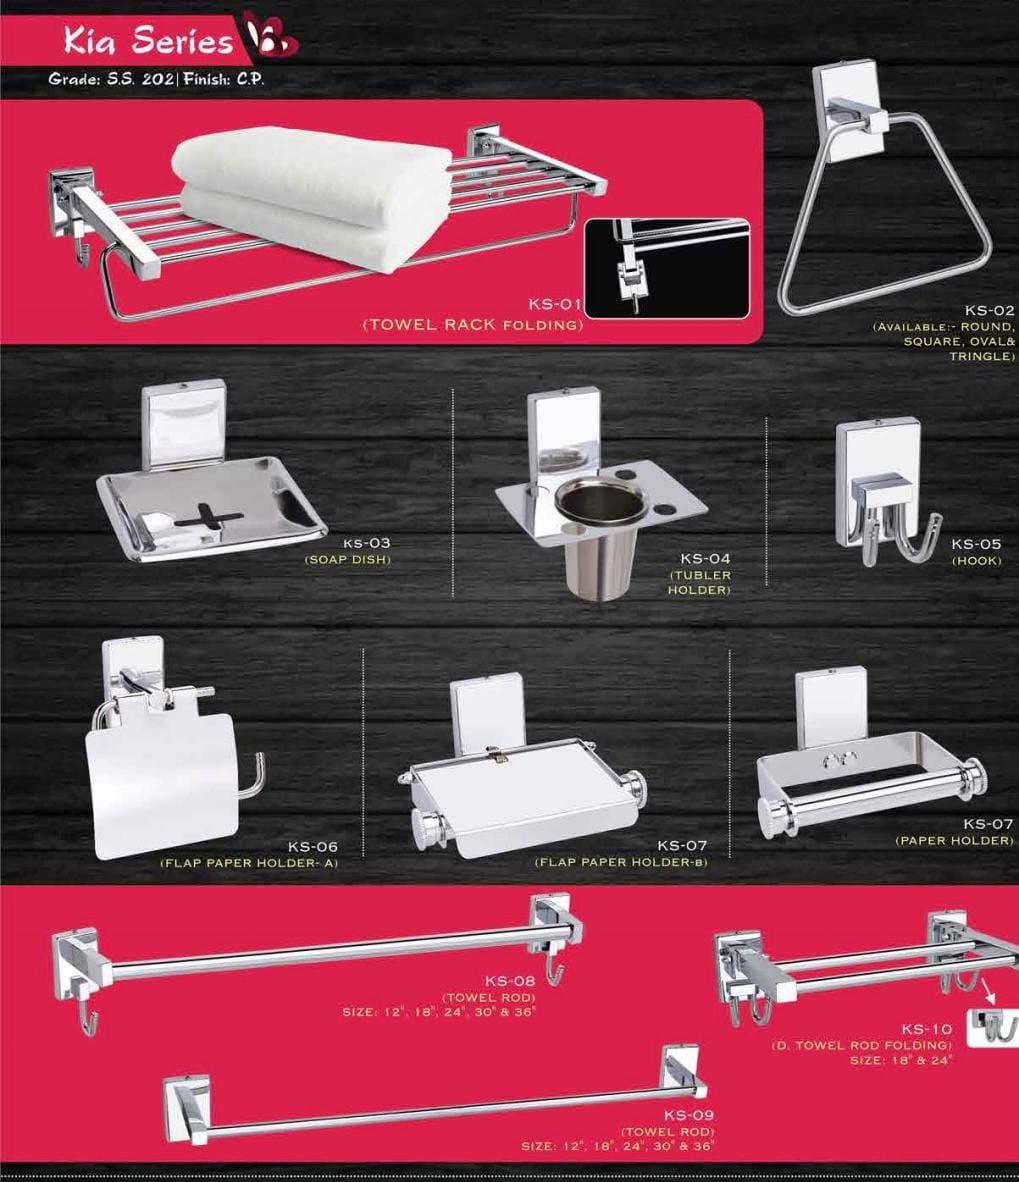 Kia Series
Grade: S.S. 202| Finish: C.P.
KS-01
(TOWEL RACK FOLDING)
KS-02
(AVAILABLE:- ROUND,
SQUARE, OVAL&
TRINGLE)
KS-03
(SOAP DISH)
KS-04
(TUBLER
HOLDER)
KS-05
(HOOK)
KS-06
(FLAP PAPER HOLDER- A)
KS-07
(FLAP PAPER HOLDER-B)
KS-07
(PAPER HOLDER)
KS-08
(TOWEL ROD)
SIZE: 12", 18", 24", 30" & 36"
KS-10
(D. TOWEL ROD FOLDING)
SIZE: 18" & 24"
KS-09
(TOWEL ROD)
SIZE: 12", 18", 24", 30" & 36"